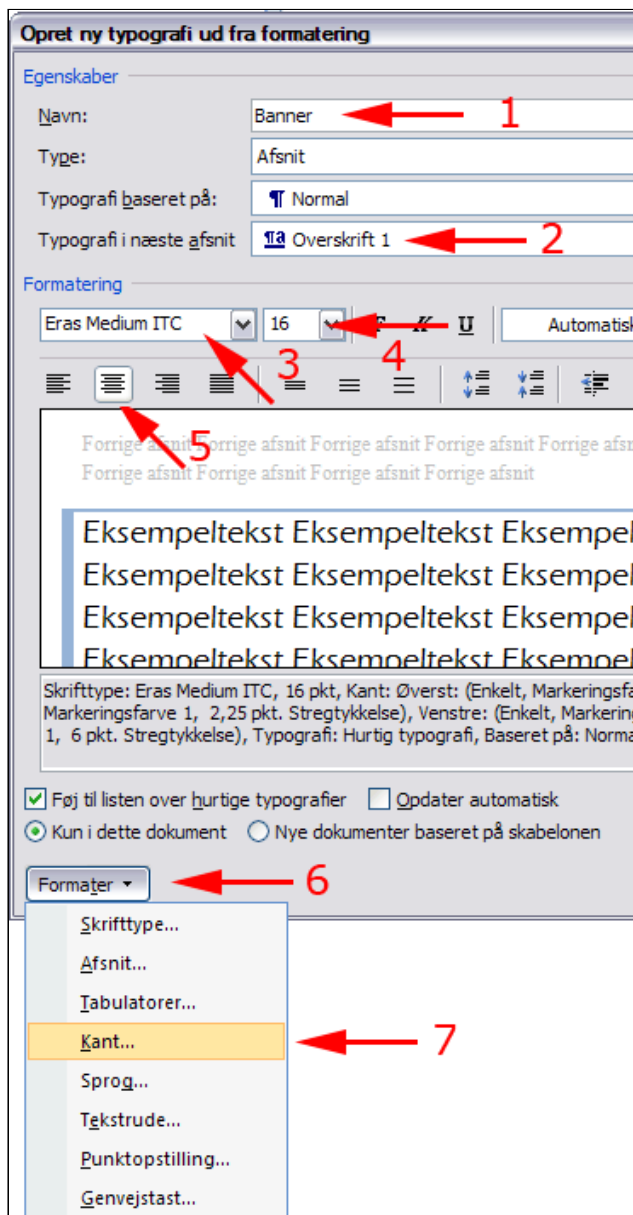 Opret ny typografi ud fra formatering
Egenskaber
Navn: Banner 1
Type: Afsnit
Typografi baseret på: ¶ Normal
Typografi i næste afsnit ¶a Overskrift 1 2
Formatering
Eras Medium ITC 16 F K U Automatisk
3 4
5
Forrige afsnit Forrige afsnit Forrige afsnit Forrige afsnit Forrige afsn
Forrige afsnit Forrige afsnit Forrige afsnit Forrige afsnit
Eksempeltekst Eksempeltekst Eksempel
Eksempeltekst Eksempeltekst Eksempel
Eksempeltekst Eksempeltekst Eksempel
Eksempeltekst Eksempeltekst Eksempel
Skrifttype: Eras Medium ITC, 16 pkt, Kant: Øverst: (Enkelt, Markeringsfa
Markeringsfarve 1, 2,25 pkt. Stregtykkelse), Venstre: (Enkelt, Markering
1, 6 pkt. Stregtykkelse), Typografi: Hurtig typografi, Baseret på: Norma
Føj til listen over hurtige typografier Opdater automatisk
Kun i dette dokument Nye dokumenter baseret på skabelonen
Formater 6
Skrifttype...
Afsnit...
Tabulatorer...
Kant... 7
Sprog...
Tekstrude...
Punktopstilling...
Genvejstast...